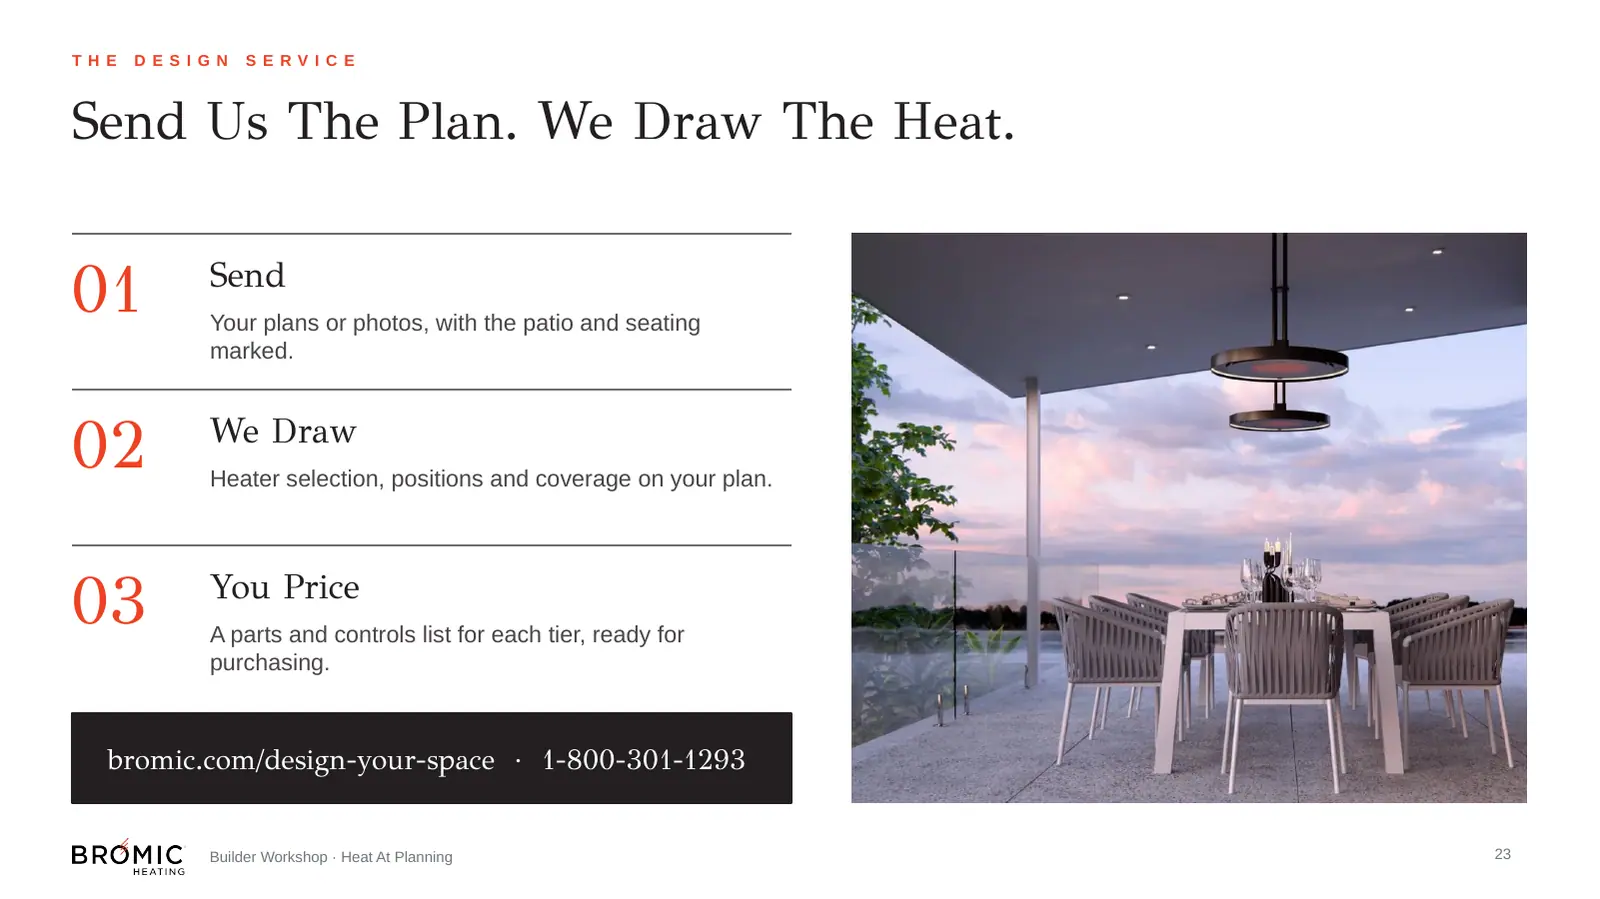 THE DESIGN SERVICE
Send Us The Plan. We Draw The Heat.
01
Send
Your plans or photos, with the patio and seating
marked.
02
We Draw
Heater selection, positions and coverage on your plan.
03
You Price
A parts and controls list for each tier, ready for
purchasing.
bromic.com/design-your-space · 1-800-301-1293
BROMIC
HEATING
Builder Workshop · Heat At Planning
23